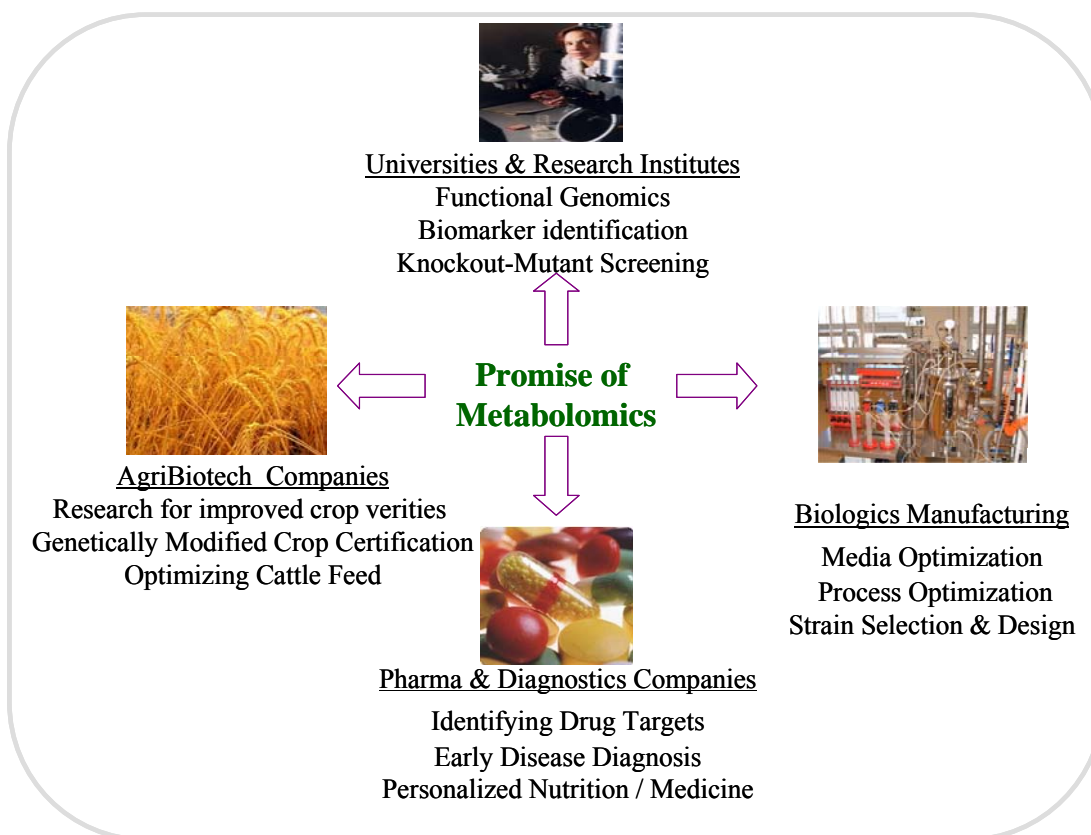 Universities & Research Institutes
Functional Genomics
Biomarker identification
Knockout-Mutant Screening
Promise of
Metabolomics
AgriBiotech Companies
Research for improved crop verities
Genetically Modified Crop Certification
Optimizing Cattle Feed
Biologics Manufacturing
Media Optimization
Process Optimization
Strain Selection & Design
Pharma & Diagnostics Companies
Identifying Drug Targets
Early Disease Diagnosis
Personalized Nutrition / Medicine